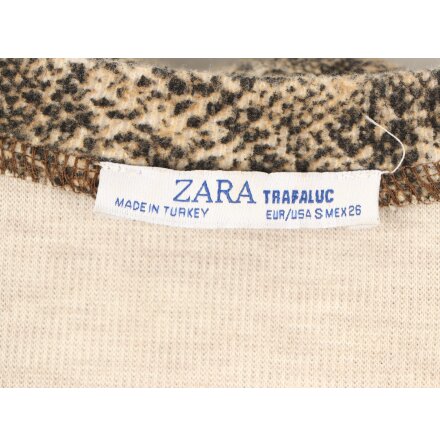 ZARA TRAFALUC
MADE IN TURKEY EUR/USA S MEX 26